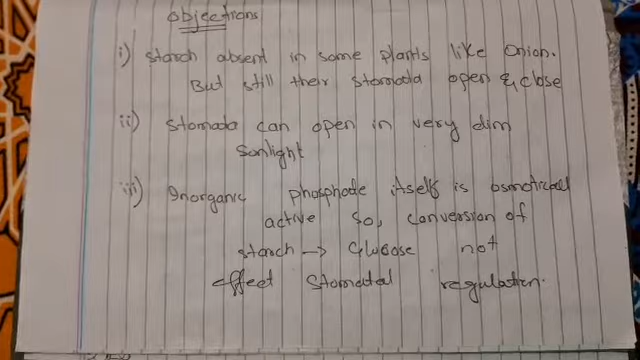 objections
i) starch absent in some plants like Onion.
But still their stomata open & close
ii) stomata can open in very dim
Sunlight
iii) Inorganic phosphate itself is osmotical
active so, conversion of
starch → Glucose not
effect stomatal regulation.